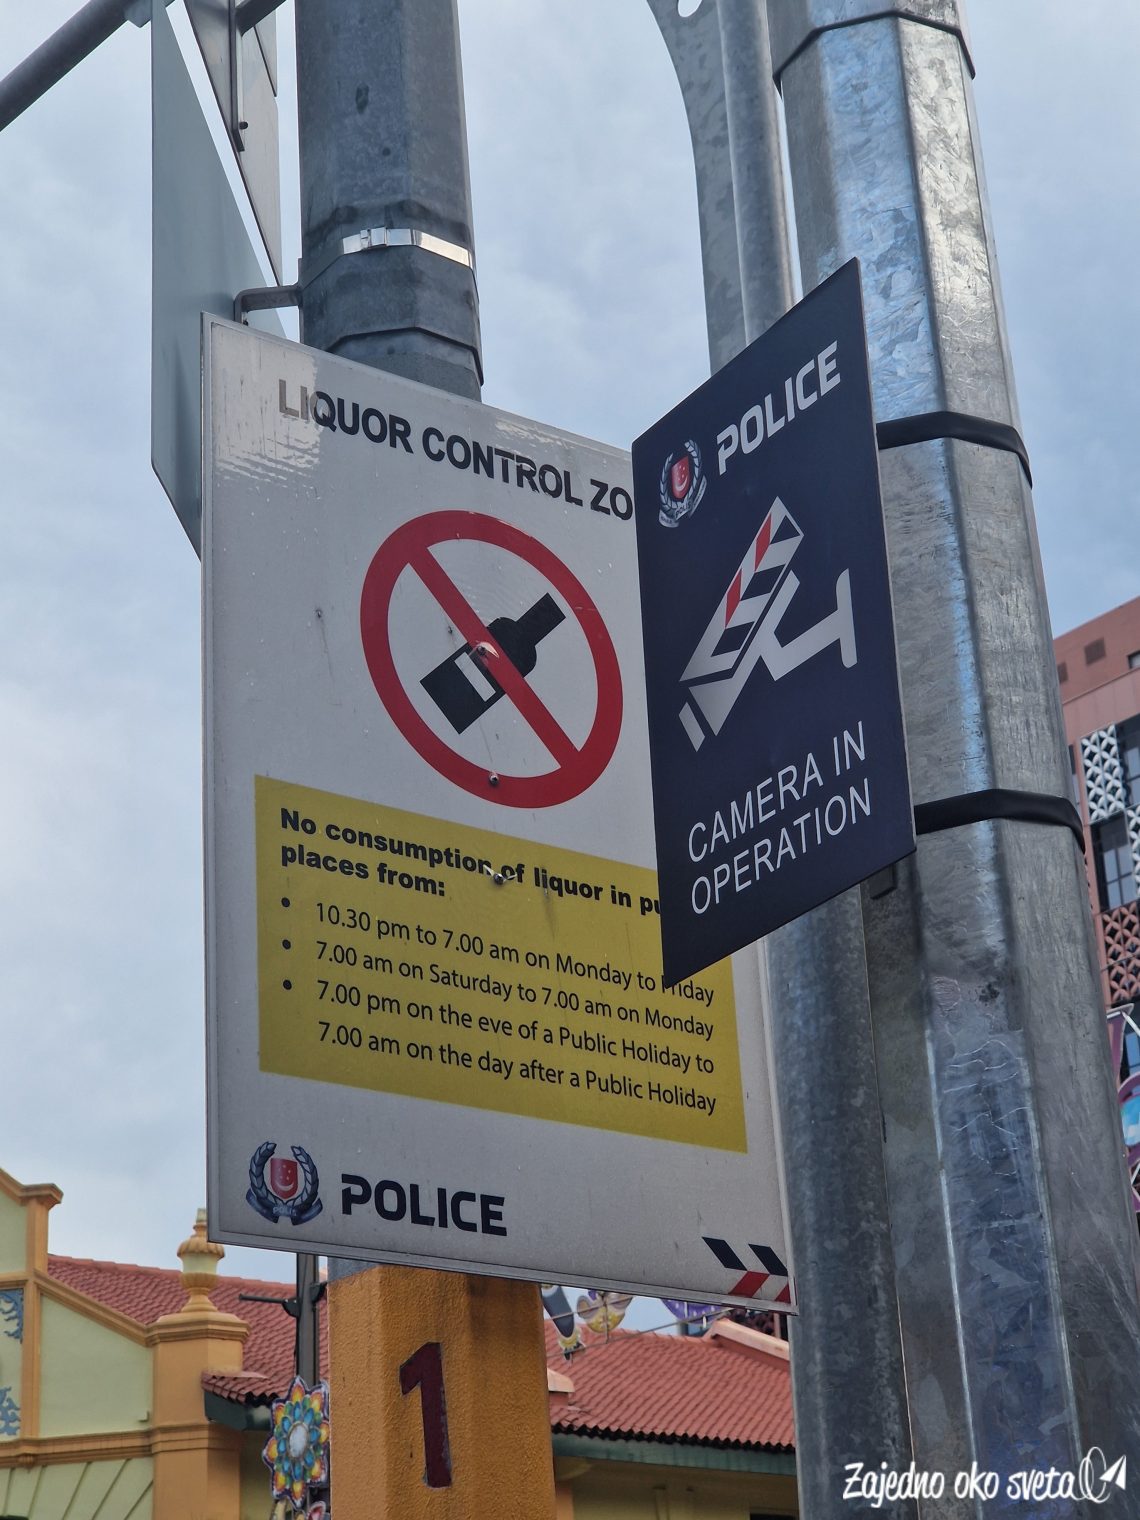 LIQUOR CONTROL ZO
No consumption of liquor in pu
places from:
• 10.30 pm to 7.00 am on Monday to Friday
• 7.00 am on Saturday to 7.00 am on Monday
• 7.00 pm on the eve of a Public Holiday to
7.00 am on the day after a Public Holiday
POLICE
POLICE
CAMERA IN
OPERATION
1
Zajedno oko sveta